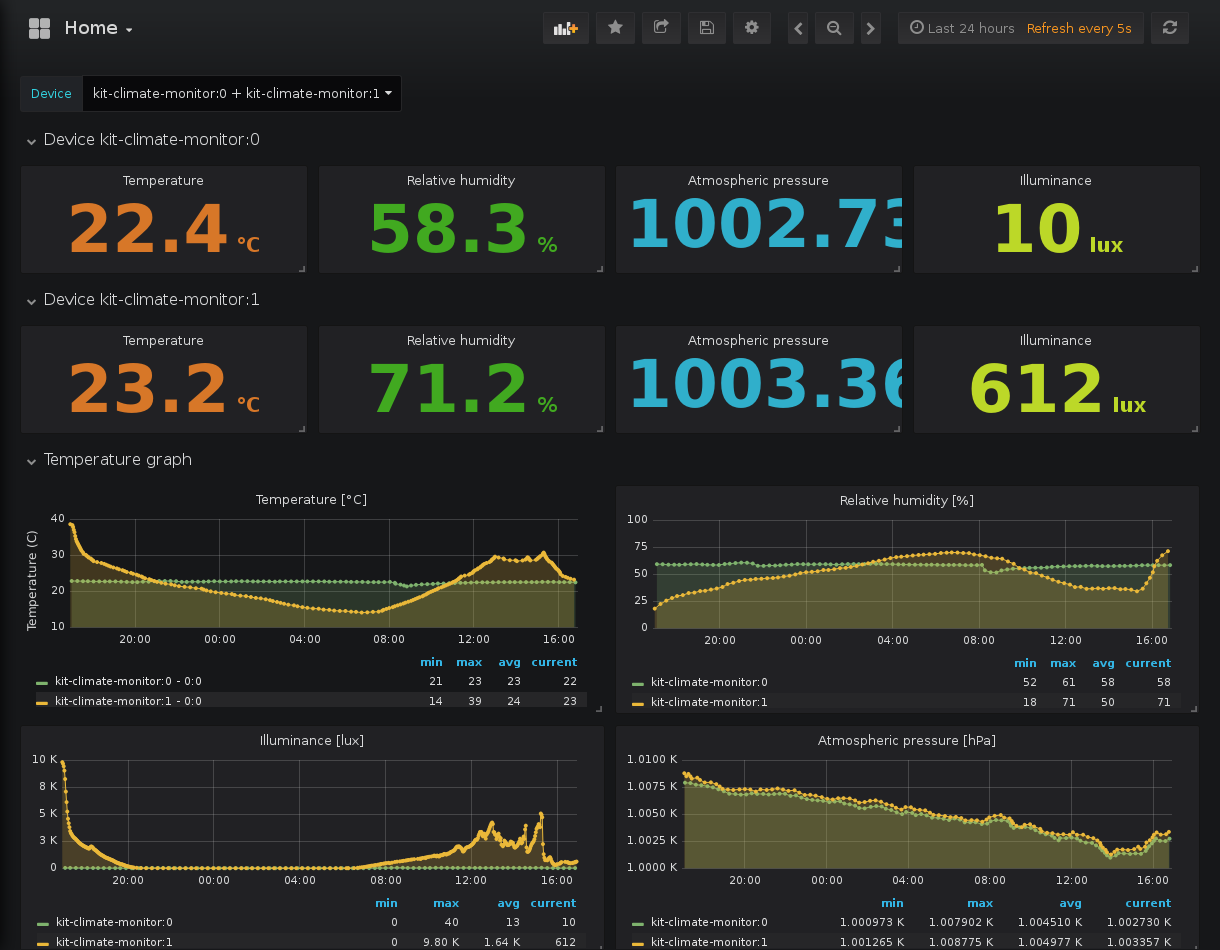 Home
Last 24 hours Refresh every 5s
Device kit-climate-monitor:0 + kit-climate-monitor:1
Device kit-climate-monitor:0
Temperature Relative humidity Atmospheric pressure Illuminance
22.4 °C 58.3 % 1002.73 10 lux
Device kit-climate-monitor:1
Temperature Relative humidity Atmospheric pressure Illuminance
23.2 °C 71.2 % 1003.36 612 lux
Temperature graph
Temperature [°C]
Temperature (C)
40
30
20
10
20:00 00:00 04:00 08:00 12:00 16:00
min max avg current
kit-climate-monitor:0 - 0:0 21 23 23 22
kit-climate-monitor:1 - 0:0 14 39 24 23
Relative humidity [%]
100
75
50
25
0
20:00 00:00 04:00 08:00 12:00 16:00
min max avg current
kit-climate-monitor:0 52 61 58 58
kit-climate-monitor:1 18 71 50 71
Illuminance [lux]
10 K
8 K
5 K
3 K
0
20:00 00:00 04:00 08:00 12:00 16:00
min max avg current
kit-climate-monitor:0 0 40 13 10
kit-climate-monitor:1 0 9.80 K 1.64 K 612
Atmospheric pressure [hPa]
1.0100 K
1.0075 K
1.0050 K
1.0025 K
1.0000 K
20:00 00:00 04:00 08:00 12:00 16:00
min max avg current
kit-climate-monitor:0 1.000973 K 1.007902 K 1.004510 K 1.002730 K
kit-climate-monitor:1 1.001265 K 1.008775 K 1.004977 K 1.003357 K